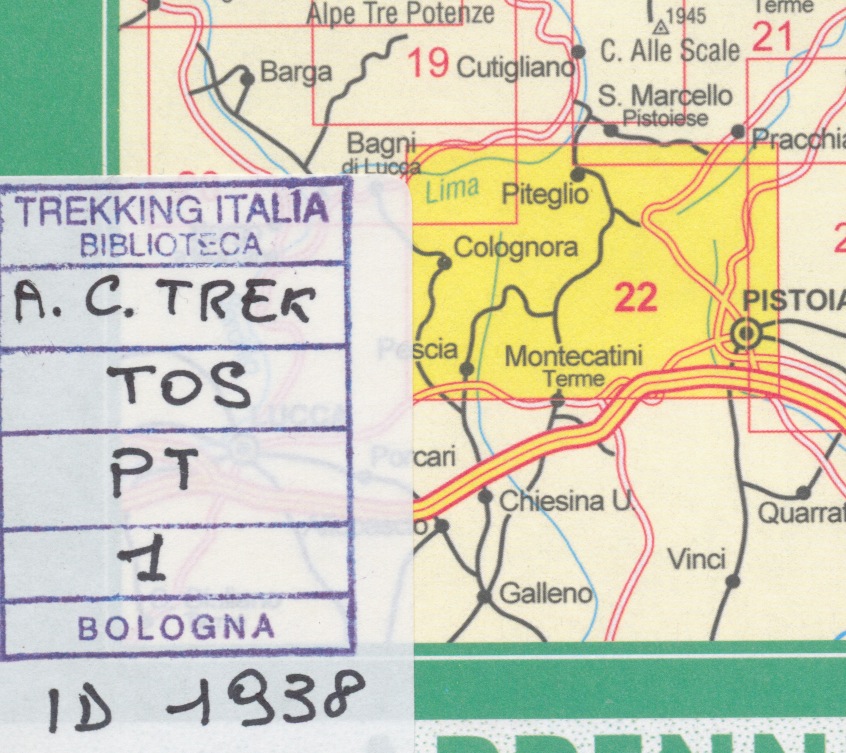 Alpe Tre Potenze
1945
Terme
21
C. Alle Scale
Barga
19
Cutigliano
S. Marcello
Pistoiese
Bagni
di Lucca
Pracchia
Lima
Piteglio
TREKKING ITALIA
BIBLIOTECA
A. C. TREK
TOS
PT
1
BOLOGNA
ID 1938
Colognora
22
PISTOIA
Pescia
Montecatini
Terme
LUCCA
Porcari
Chiesina U.
Quarrat
Vinci
Galleno